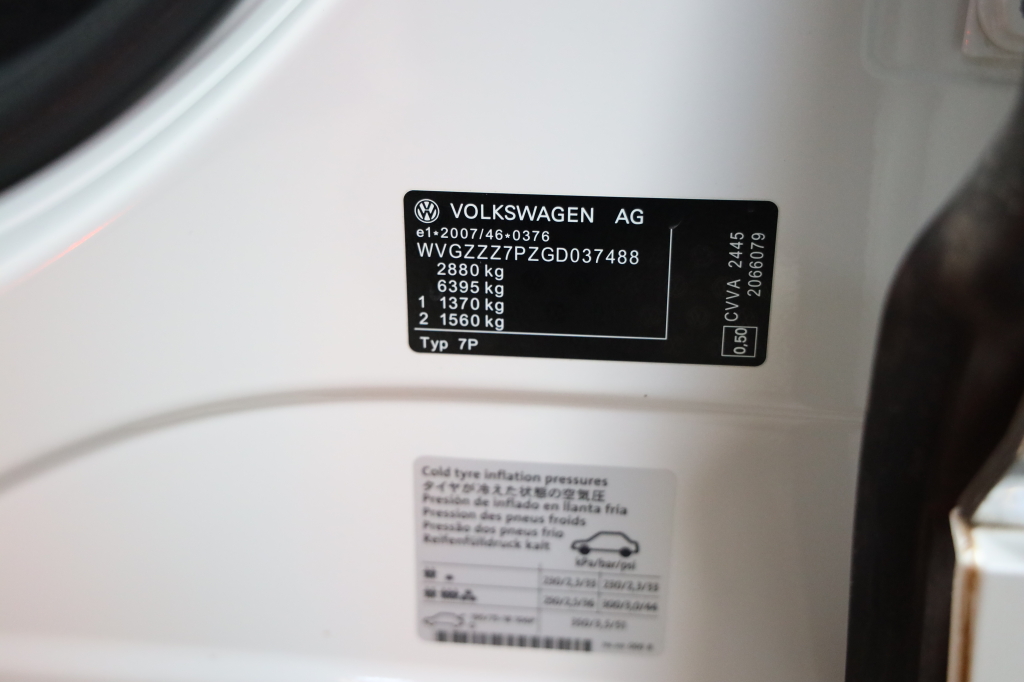 VOLKSWAGEN AG
e1*2007/46*0376
WVGZZZ7PZGD037488
2880 kg
6395 kg
1 1370 kg
2 1560 kg
Typ 7P
0,50 CVVA 2445
2066079
Cold tyre inflation pressures
タイヤが冷えた状態の空気圧
Presión de inflado en llanta fría
Pression des pneus froids
Pressão dos pneus frio
Reifenfülldruck kalt
kPa/bar/psi